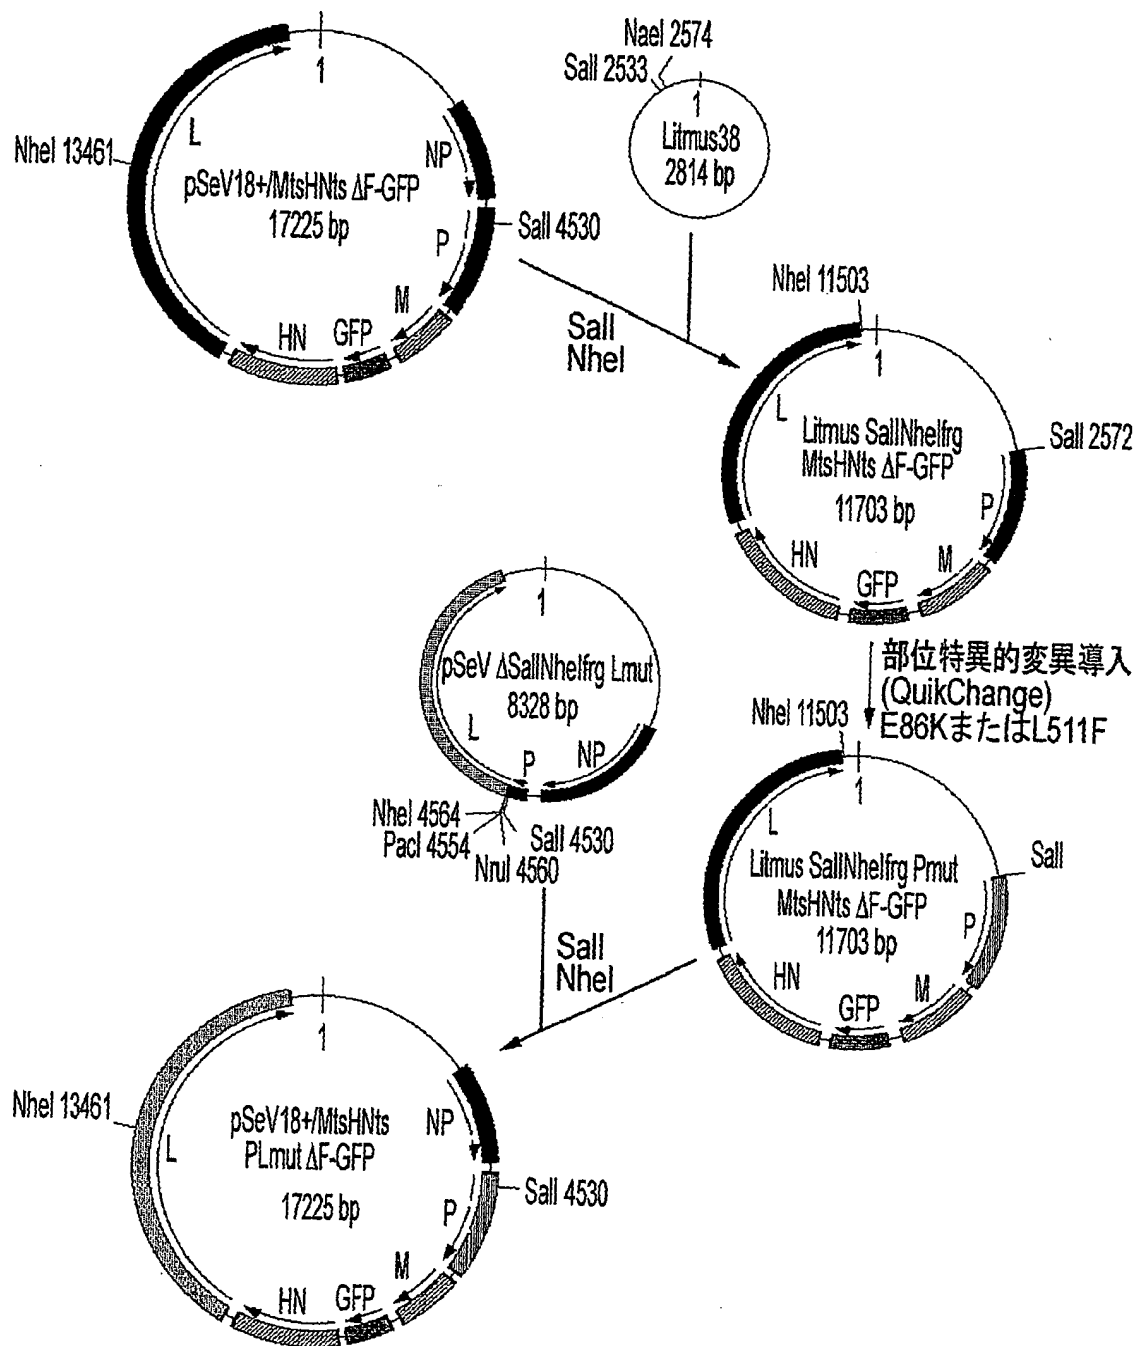 1
L
NheI 13461
NP
pSeV18+/MtsHNts ΔF-GFP
17225 bp
SalI 4530
P
M
GFP
HN
NaeI 2574
SalI 2533
1
Litmus38
2814 bp
SalI
NheI
NheI 11503
1
L
Litmus SalINheIfrg
MtsHNts ΔF-GFP
11703 bp
SalI 2572
P
M
GFP
HN
部位特異的変異導入
(QuikChange)
E86KまたはL511F
1
pSeV ΔSalINheIfrg Lmut
8328 bp
L
P
NP
NheI 4564
PacI 4554
NruI 4560
SalI 4530
NheI 11503
1
L
SalI
Litmus SalINheIfrg Pmut
MtsHNts ΔF-GFP
11703 bp
P
M
GFP
HN
SalI
NheI
1
NheI 13461
L
NP
pSeV18+/MtsHNts
PLmut ΔF-GFP
17225 bp
SalI 4530
P
M
GFP
HN